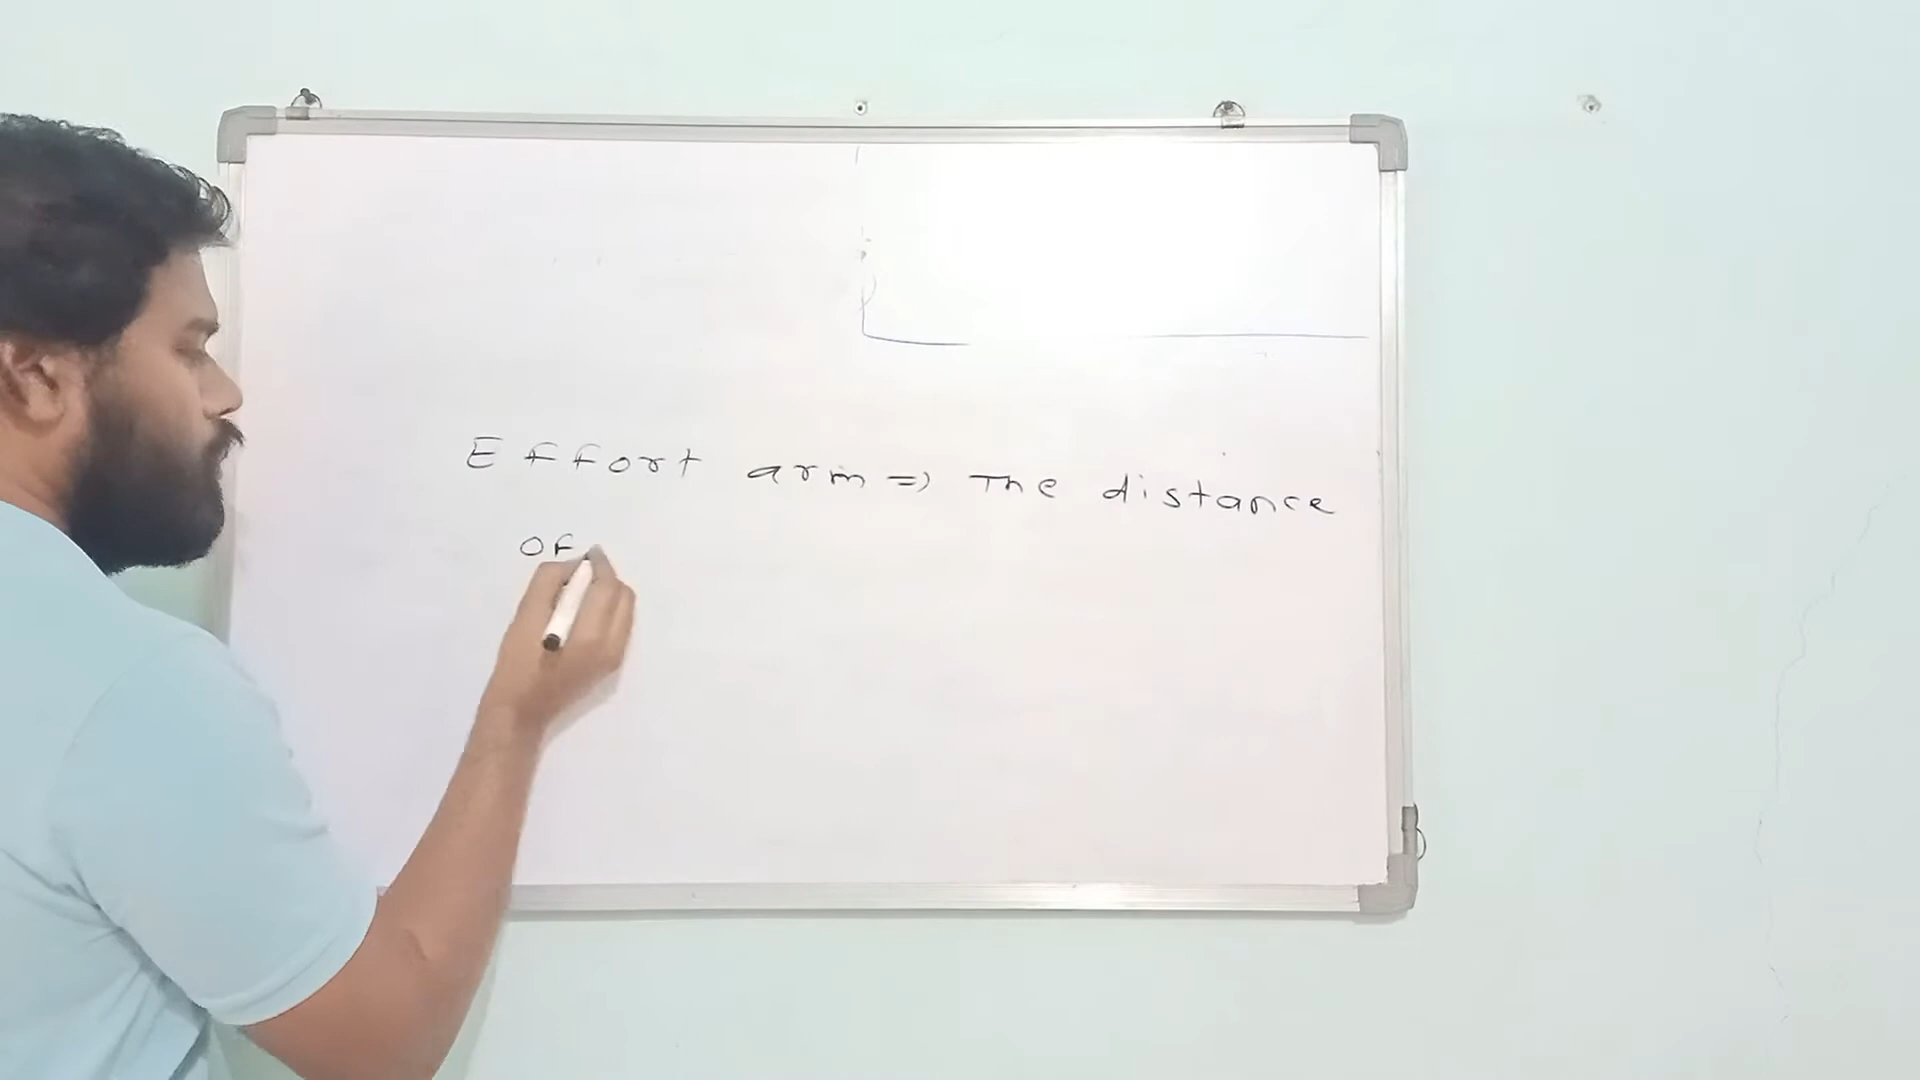 Effort arm => The distance
of